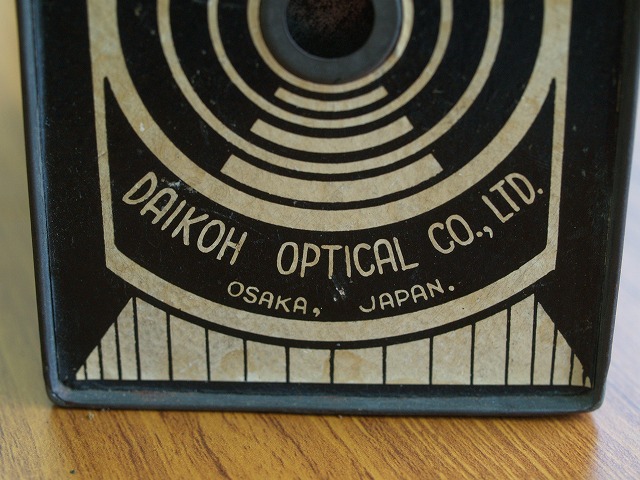 DAIKOH OPTICAL CO., LTD.
OSAKA, JAPAN.